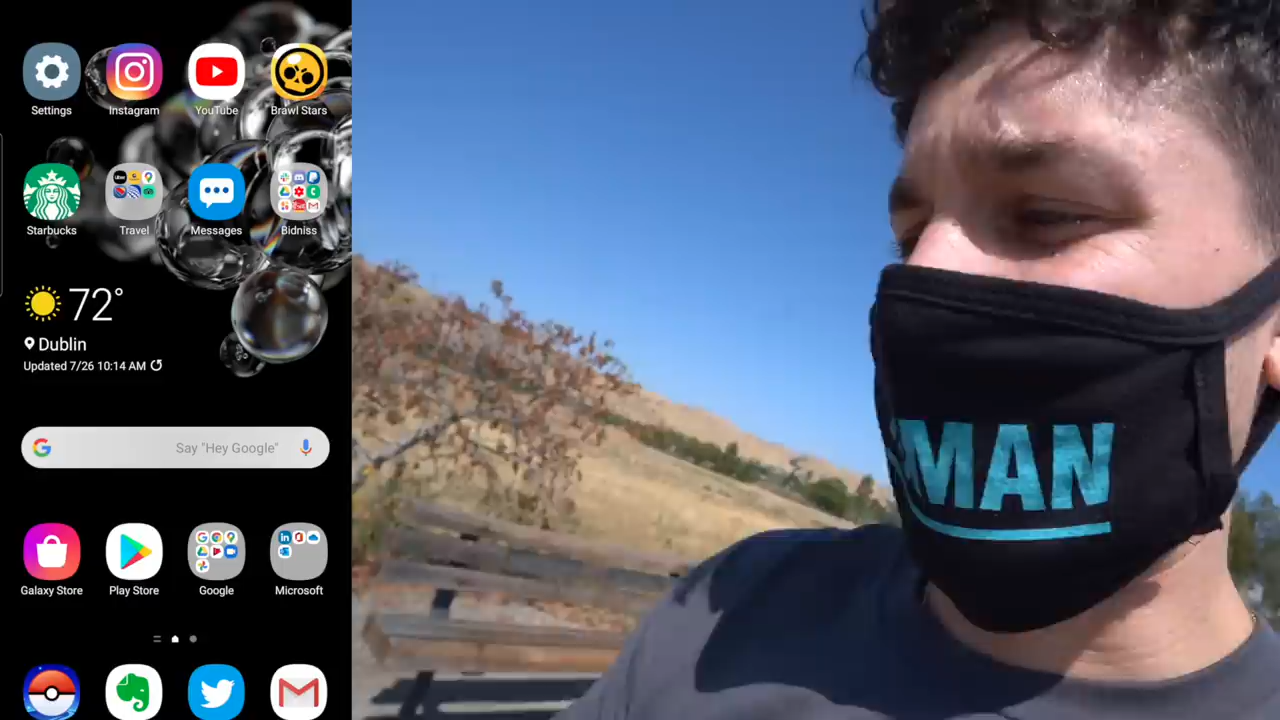 Settings
Instagram
YouTube
Brawl Stars
Starbucks
Travel
Messages
Bidniss
72°
Dublin
Updated 7/26 10:14 AM
Say "Hey Google"
Galaxy Store
Play Store
Google
Microsoft
MAN